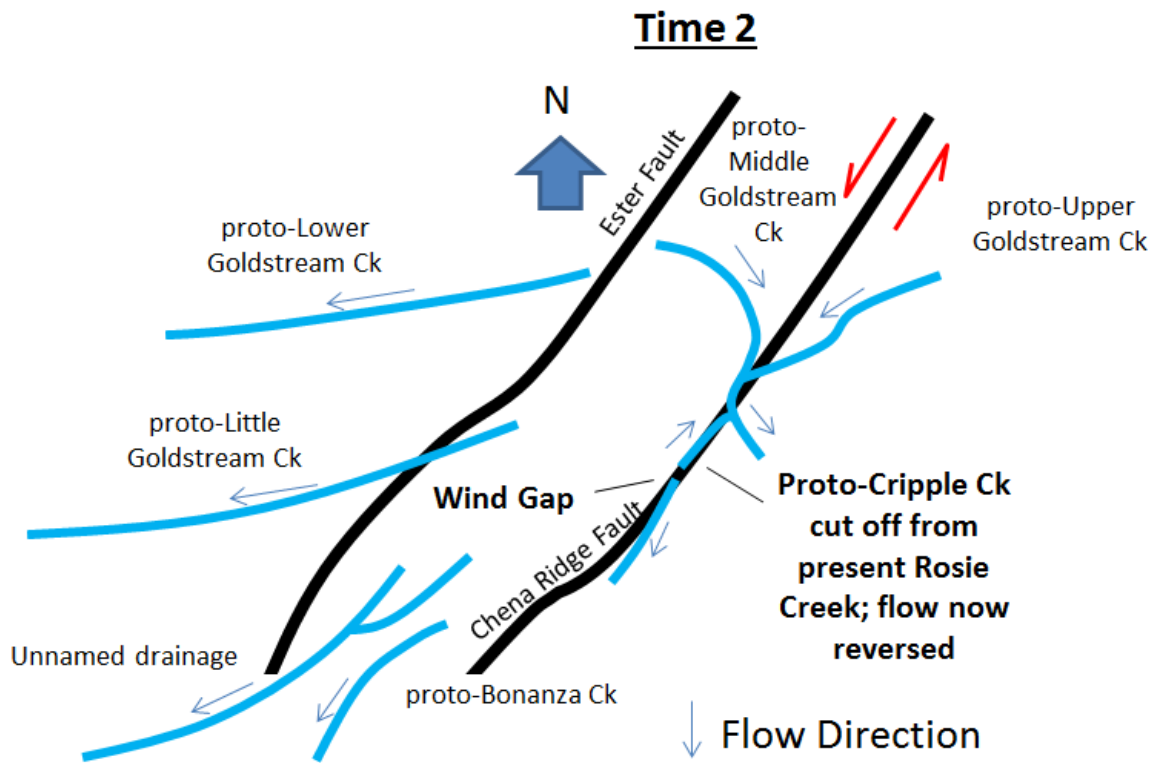 Time 2
N
Ester Fault
proto-
Middle
Goldstream
Ck
proto-Upper
Goldstream Ck
proto-Lower
Goldstream Ck
proto-Little
Goldstream Ck
Wind Gap
Proto-Cripple Ck
cut off from
present Rosie
Creek; flow now
reversed
Chena Ridge Fault
Unnamed drainage
proto-Bonanza Ck
Flow Direction